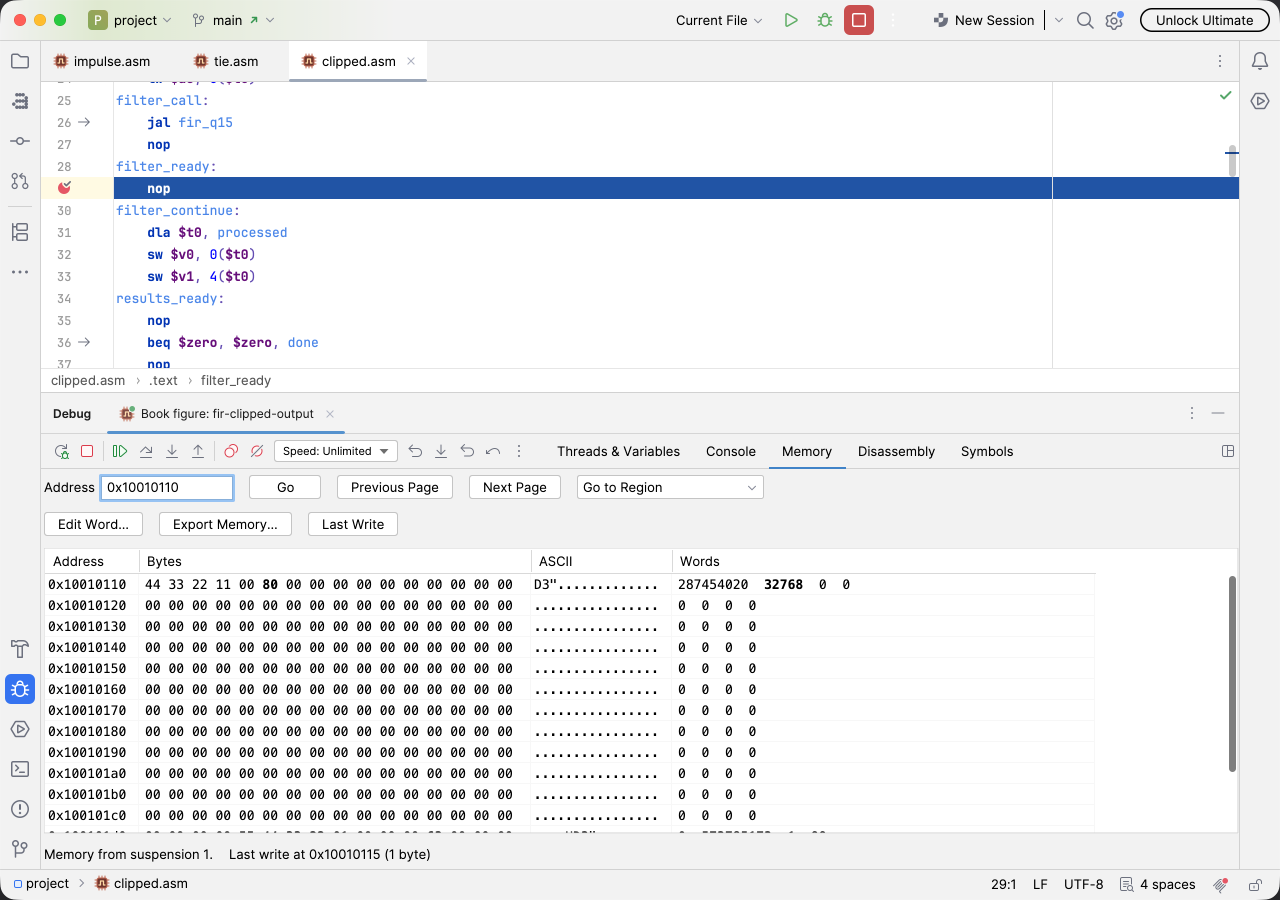 P project main Current File New Session Unlock Ultimate
impulse.asm tie.asm clipped.asm
25 filter_call:
26 jal fir_q15
27 nop
28 filter_ready:
nop
30 filter_continue:
31 dla $t0, processed
32 sw $v0, 0($t0)
33 sw $v1, 4($t0)
34 results_ready:
35 nop
36 beq $zero, $zero, done
37 nop
clipped.asm › .text › filter_ready
Debug Book figure: fir-clipped-output
Speed: Unlimited Threads & Variables Console Memory Disassembly Symbols
Address 0x10010110 Go Previous Page Next Page Go to Region
Edit Word... Export Memory... Last Write
Address Bytes ASCII Words
0x10010110 44 33 22 11 00 80 00 00 00 00 00 00 00 00 00 00 D3"............. 287454020 32768 0 0
0x10010120 00 00 00 00 00 00 00 00 00 00 00 00 00 00 00 00 ................ 0 0 0 0
0x10010130 00 00 00 00 00 00 00 00 00 00 00 00 00 00 00 00 ................ 0 0 0 0
0x10010140 00 00 00 00 00 00 00 00 00 00 00 00 00 00 00 00 ................ 0 0 0 0
0x10010150 00 00 00 00 00 00 00 00 00 00 00 00 00 00 00 00 ................ 0 0 0 0
0x10010160 00 00 00 00 00 00 00 00 00 00 00 00 00 00 00 00 ................ 0 0 0 0
0x10010170 00 00 00 00 00 00 00 00 00 00 00 00 00 00 00 00 ................ 0 0 0 0
0x10010180 00 00 00 00 00 00 00 00 00 00 00 00 00 00 00 00 ................ 0 0 0 0
0x10010190 00 00 00 00 00 00 00 00 00 00 00 00 00 00 00 00 ................ 0 0 0 0
0x100101a0 00 00 00 00 00 00 00 00 00 00 00 00 00 00 00 00 ................ 0 0 0 0
0x100101b0 00 00 00 00 00 00 00 00 00 00 00 00 00 00 00 00 ................ 0 0 0 0
0x100101c0 00 00 00 00 00 00 00 00 00 00 00 00 00 00 00 00 ................ 0 0 0 0
Memory from suspension 1. Last write at 0x10010115 (1 byte)
project › clipped.asm 29:1 LF UTF-8 4 spaces